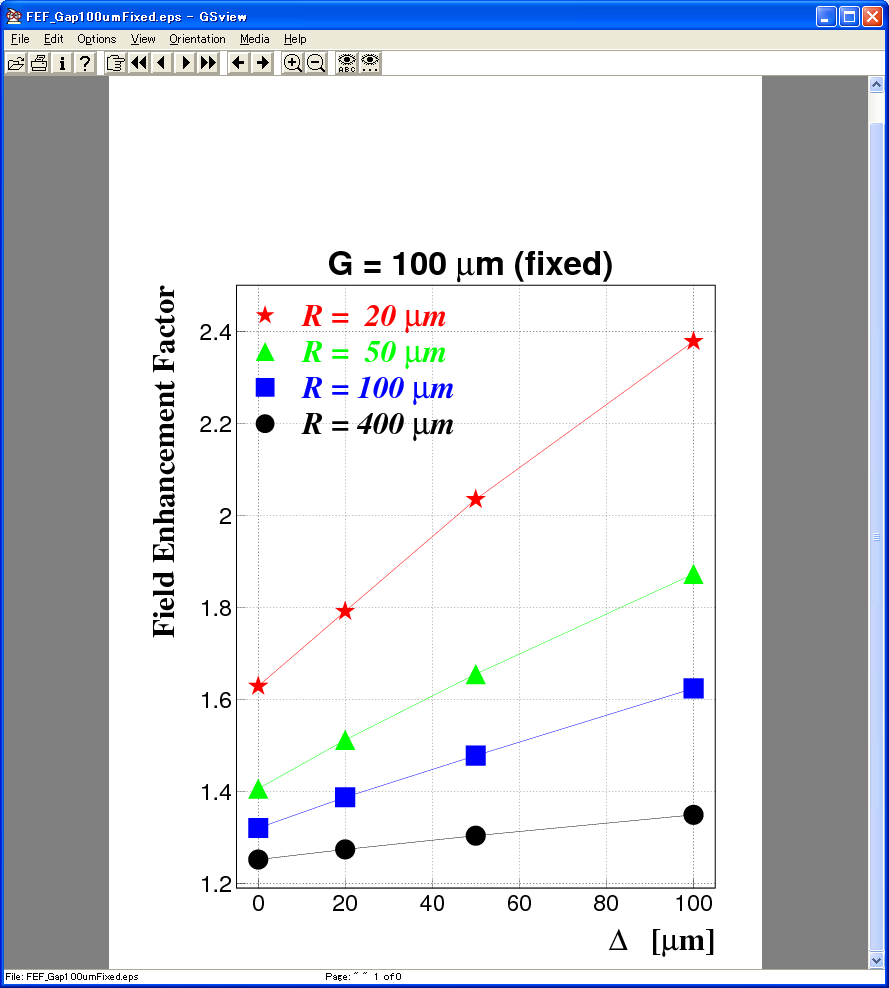 FEF_Gap100umFixed.eps - GSview
File Edit Options View Orientation Media Help
i ?
ABC
G = 100 μm (fixed)
Field Enhancement Factor
R = 20 μm
R = 50 μm
R = 100 μm
R = 400 μm
2.4
2.2
2
1.8
1.6
1.4
1.2
0 20 40 60 80 100
Δ [μm]
File: FEF_Gap100umFixed.eps Page: " " 1 of 0